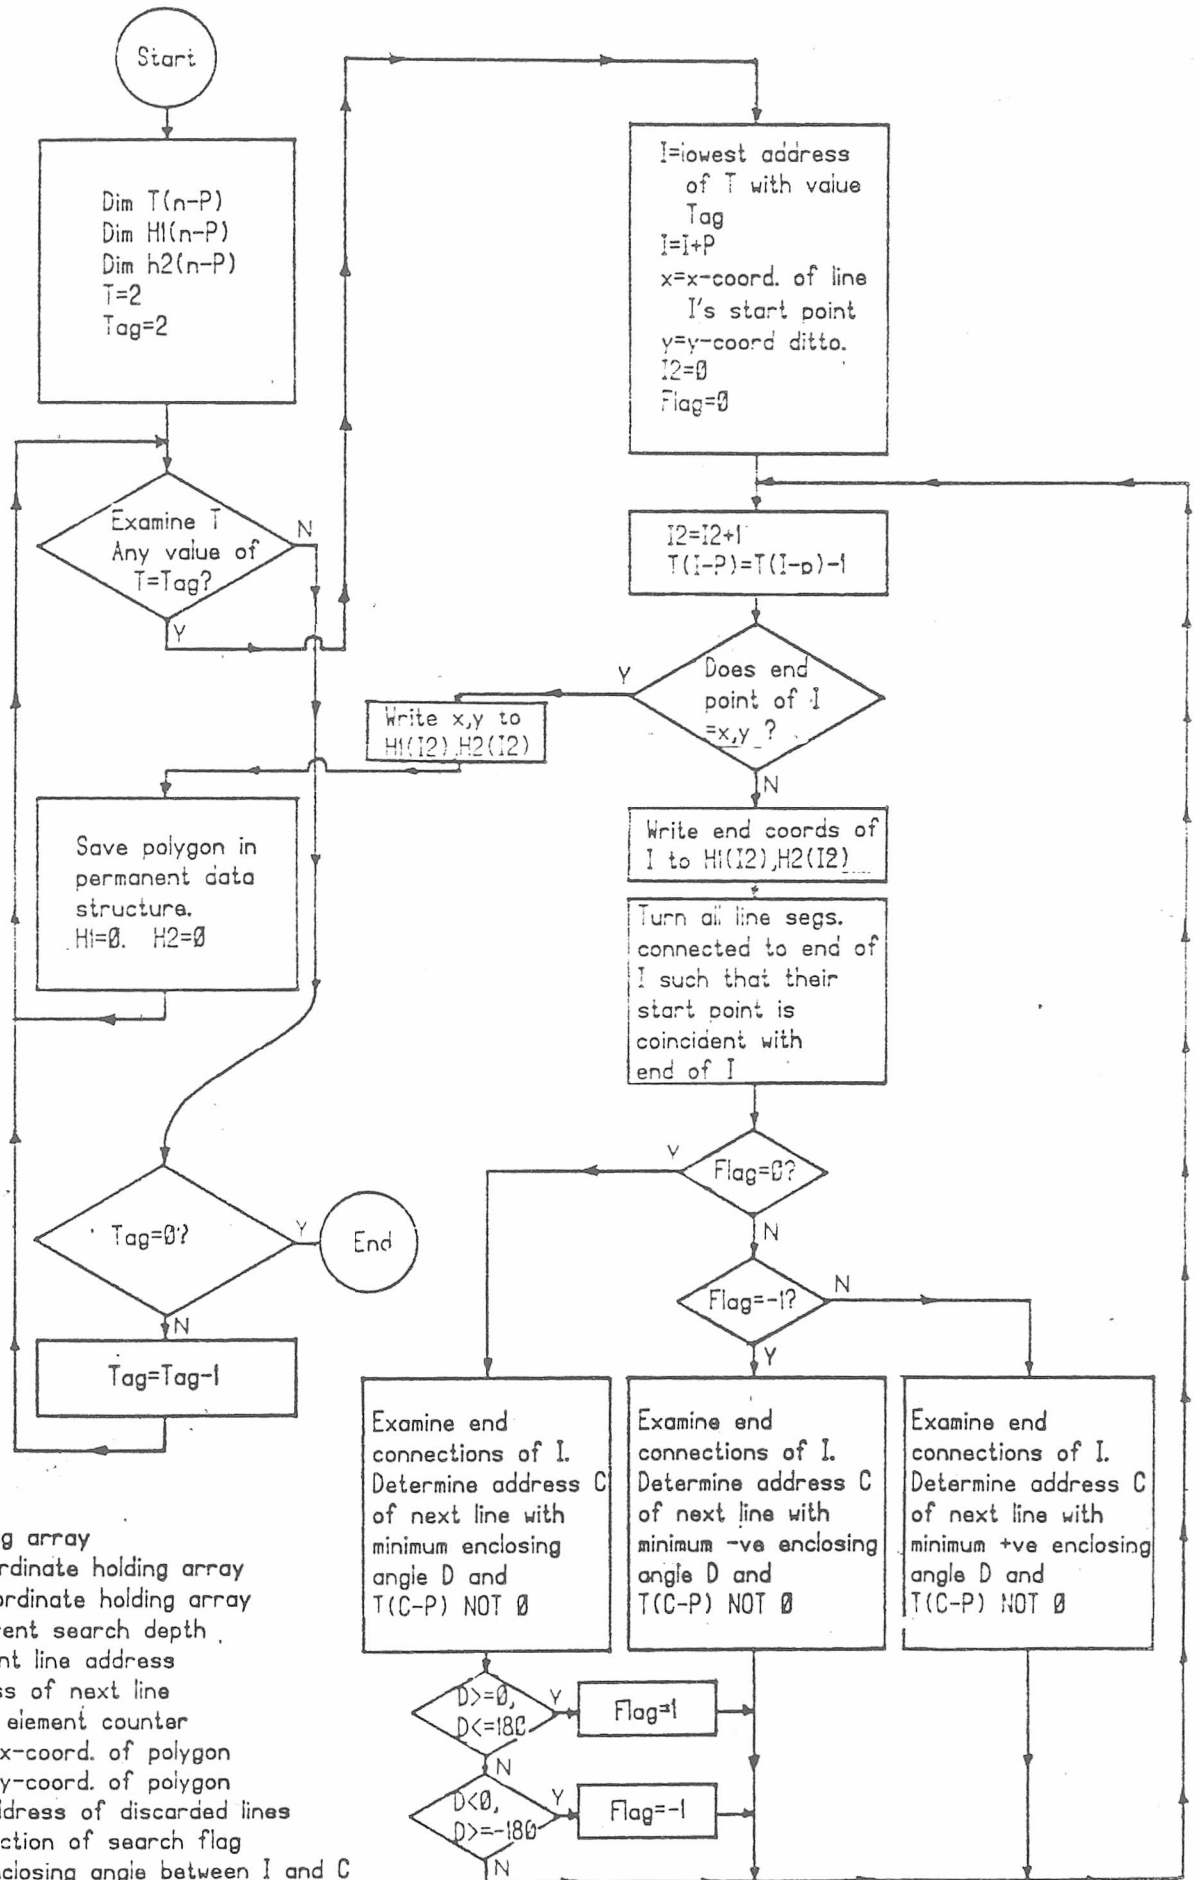 Start
Dim T(n-P)
Dim H1(n-P)
Dim h2(n-P)
T=2
Tag=2
Examine T
Any value of
T=Tag?
N
Y
I=lowest address
of T with value
Tag
I=I+P
x=x-coord. of line
I's start point
y=y-coord ditto.
I2=0
Flag=0
I2=I2+1
T(I-P)=T(I-p)-1
Does end
point of I
=x,y ?
Y
N
Write x,y to
H1(I2),H2(I2)
Save polygon in
permanent data
structure.
H1=0. H2=0
Write end coords of
I to H1(I2),H2(I2)
Turn all line segs.
connected to end of
I such that their
start point is
coincident with
end of I
Flag=0?
Y
N
Flag=-1?
N
Y
Tag=0?
Y
End
N
Tag=Tag-1
Examine end
connections of I.
Determine address C
of next line with
minimum enclosing
angle D and
T(C-P) NOT 0
Examine end
connections of I.
Determine address C
of next line with
minimum -ve enclosing
angle D and
T(C-P) NOT 0
Examine end
connections of I.
Determine address C
of next line with
minimum +ve enclosing
angle D and
T(C-P) NOT 0
D>=0,
D<=180
Y
Flag=1
N
D<0,
D>=-180
Y
Flag=-1
N
array
holding array
holding array
search depth
line address
of next line
element counter
x-coord. of polygon
y-coord. of polygon
of discarded lines
of search flag
angle between I and C